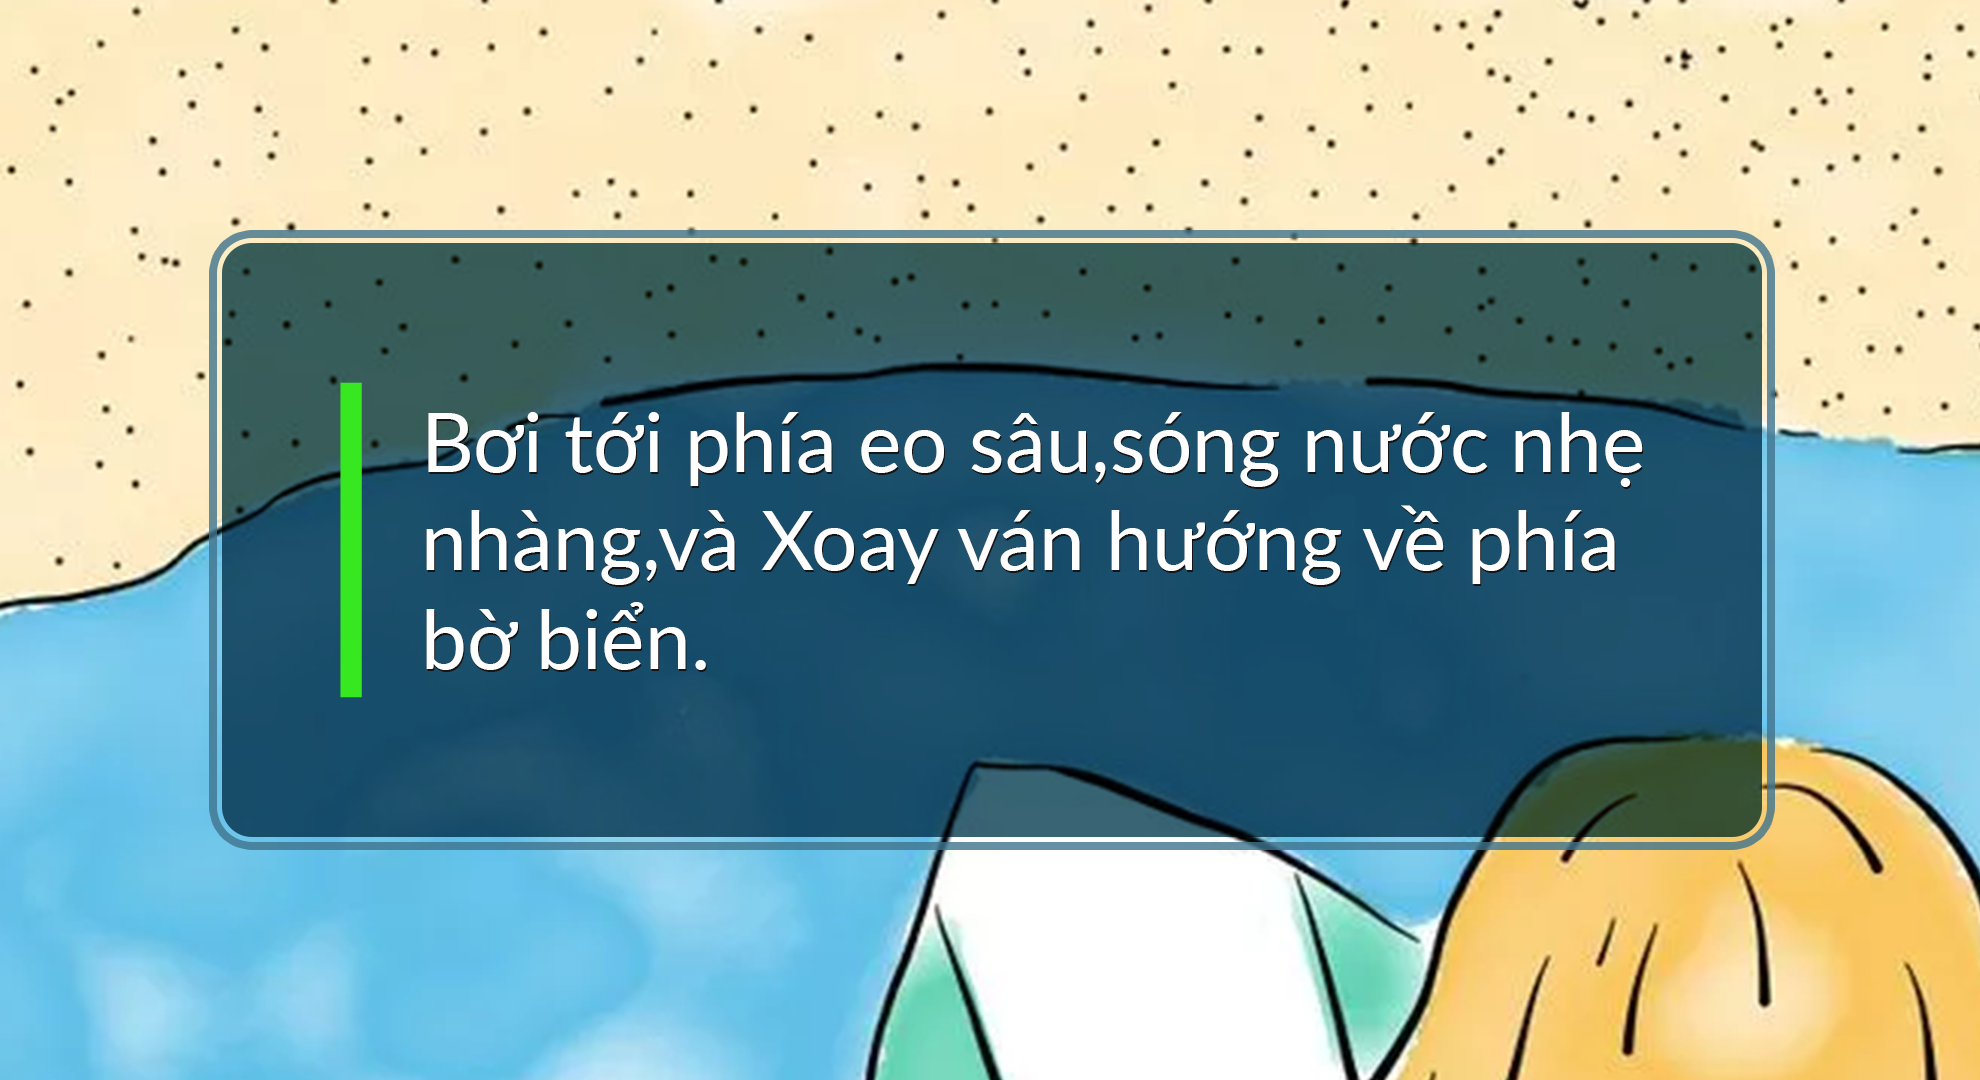 Bơi tới phía eo sâu,sóng nước nhẹ
nhàng,và Xoay ván hướng về phía
bờ biển.